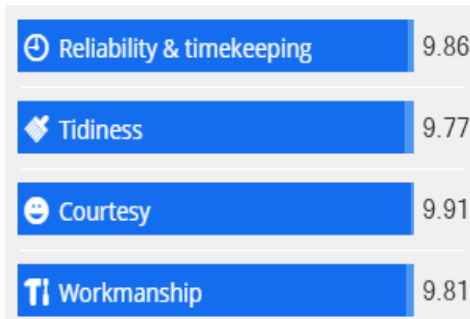 Reliability & timekeeping 9.86
Tidiness 9.77
Courtesy 9.91
Workmanship 9.81